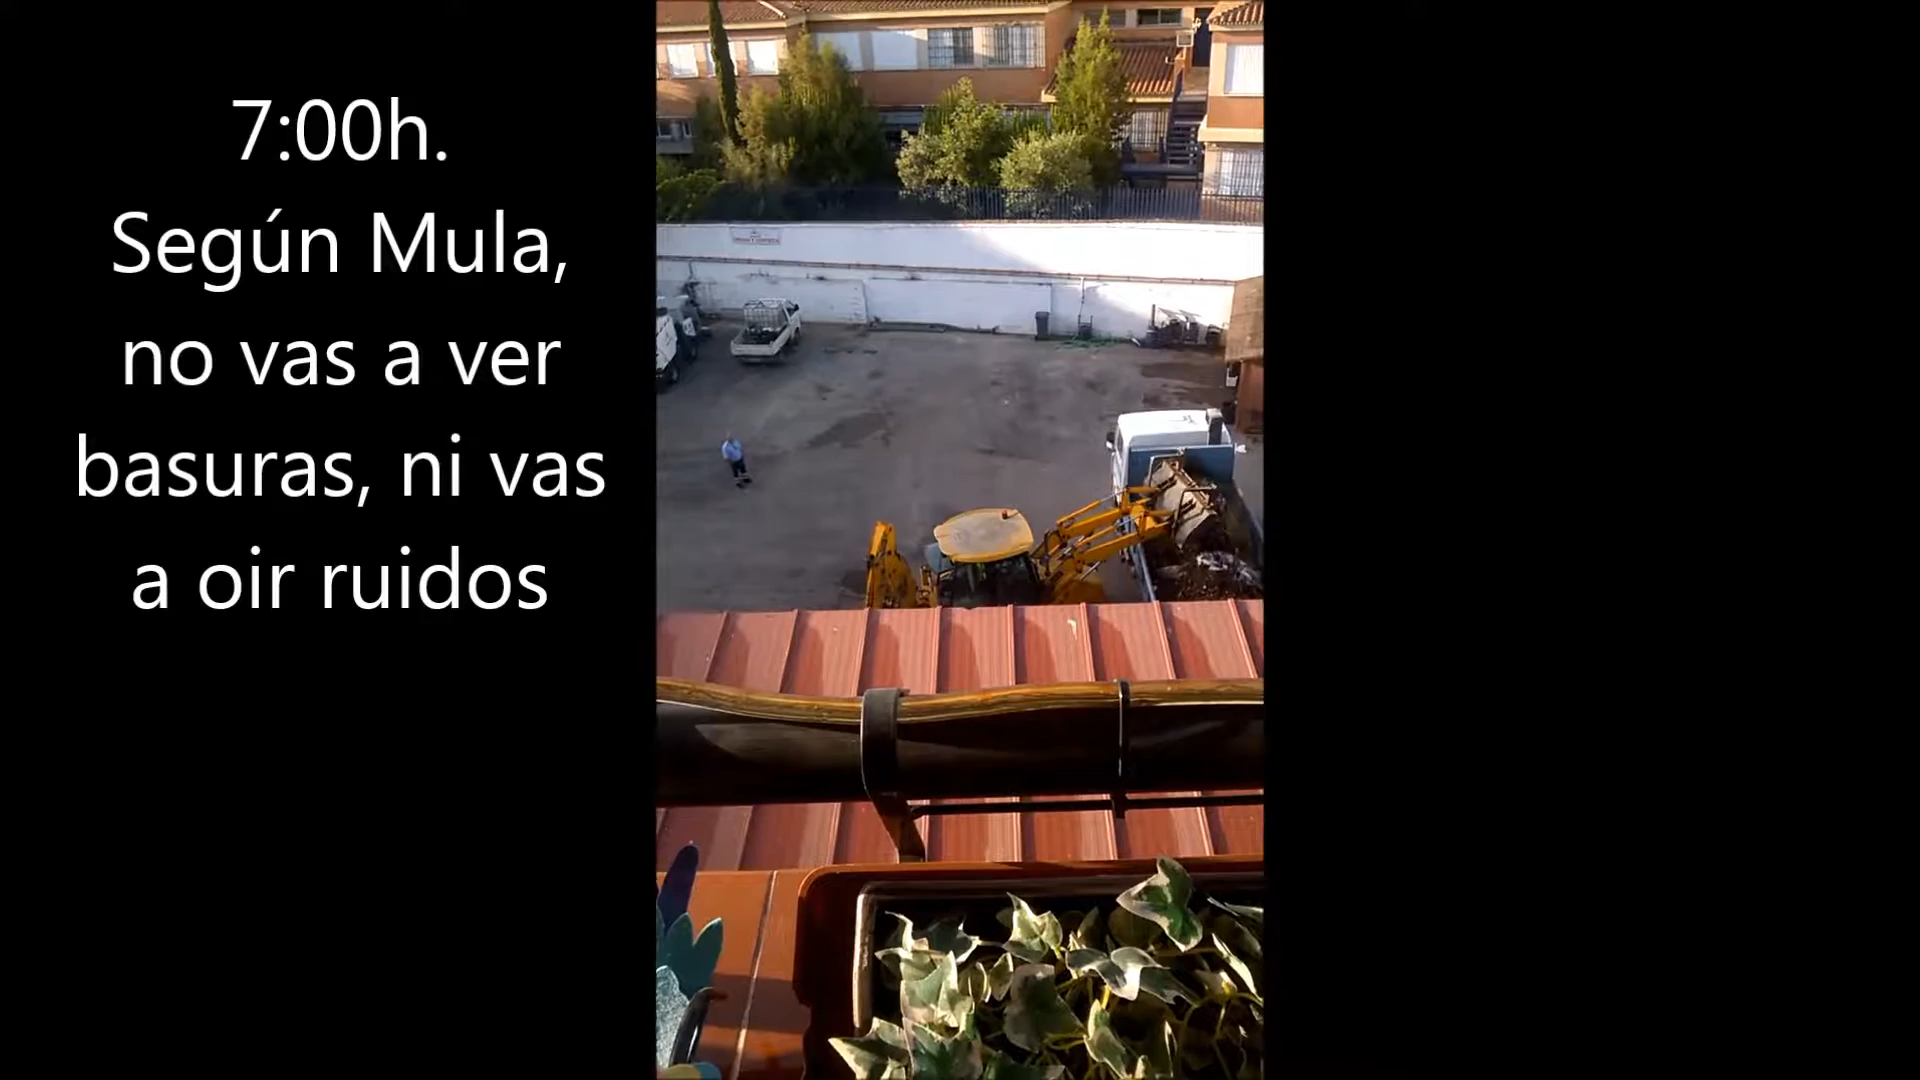 7:00h.
Según Mula,
no vas a ver
basuras, ni vas
a oir ruidos